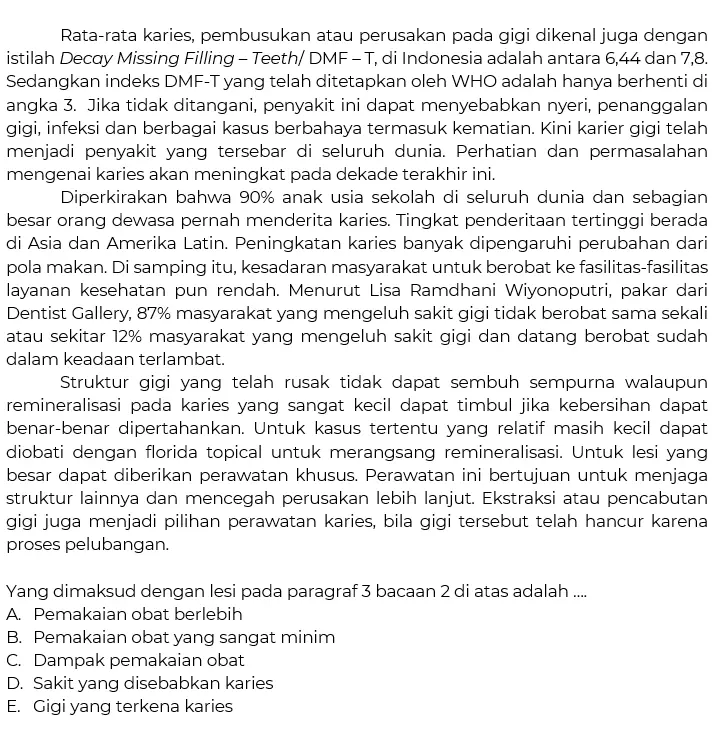 Rata-rata karies, pembusukan atau perusakan pada gigi dikenal juga dengan
istilah Decay Missing Filling – Teeth/ DMF – T, di Indonesia adalah antara 6,44 dan 7,8.
Sedangkan indeks DMF-T yang telah ditetapkan oleh WHO adalah hanya berhenti di
angka 3. Jika tidak ditangani, penyakit ini dapat menyebabkan nyeri, penanggalan
gigi, infeksi dan berbagai kasus berbahaya termasuk kematian. Kini karier gigi telah
menjadi penyakit yang tersebar di seluruh dunia. Perhatian dan permasalahan
mengenai karies akan meningkat pada dekade terakhir ini.
Diperkirakan bahwa 90% anak usia sekolah di seluruh dunia dan sebagian
besar orang dewasa pernah menderita karies. Tingkat penderitaan tertinggi berada
di Asia dan Amerika Latin. Peningkatan karies banyak dipengaruhi perubahan dari
pola makan. Di samping itu, kesadaran masyarakat untuk berobat ke fasilitas-fasilitas
layanan kesehatan pun rendah. Menurut Lisa Ramdhani Wiyonoputri, pakar dari
Dentist Gallery, 87% masyarakat yang mengeluh sakit gigi tidak berobat sama sekali
atau sekitar 12% masyarakat yang mengeluh sakit gigi dan datang berobat sudah
dalam keadaan terlambat.
Struktur gigi yang telah rusak tidak dapat sembuh sempurna walaupun
remineralisasi pada karies yang sangat kecil dapat timbul jika kebersihan dapat
benar-benar dipertahankan. Untuk kasus tertentu yang relatif masih kecil dapat
diobati dengan florida topical untuk merangsang remineralisasi. Untuk lesi yang
besar dapat diberikan perawatan khusus. Perawatan ini bertujuan untuk menjaga
struktur lainnya dan mencegah perusakan lebih lanjut. Ekstraksi atau pencabutan
gigi juga menjadi pilihan perawatan karies, bila gigi tersebut telah hancur karena
proses pelubangan.
Yang dimaksud dengan lesi pada paragraf 3 bacaan 2 di atas adalah ....
A. Pemakaian obat berlebih
B. Pemakaian obat yang sangat minim
C. Dampak pemakaian obat
D. Sakit yang disebabkan karies
E. Gigi yang terkena karies